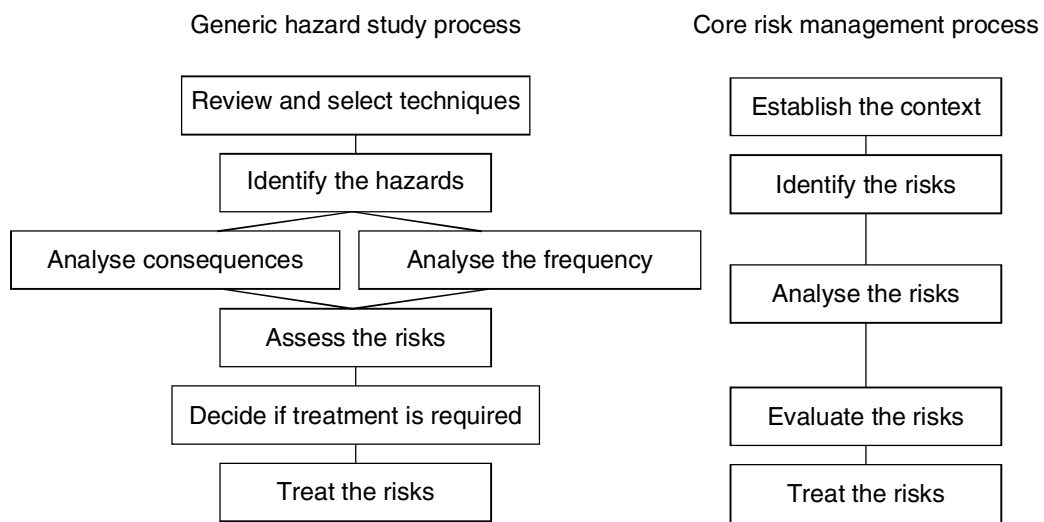 Generic hazard study process
Core risk management process
Review and select techniques
Identify the hazards
Analyse consequences
Analyse the frequency
Assess the risks
Decide if treatment is required
Treat the risks
Establish the context
Identify the risks
Analyse the risks
Evaluate the risks
Treat the risks